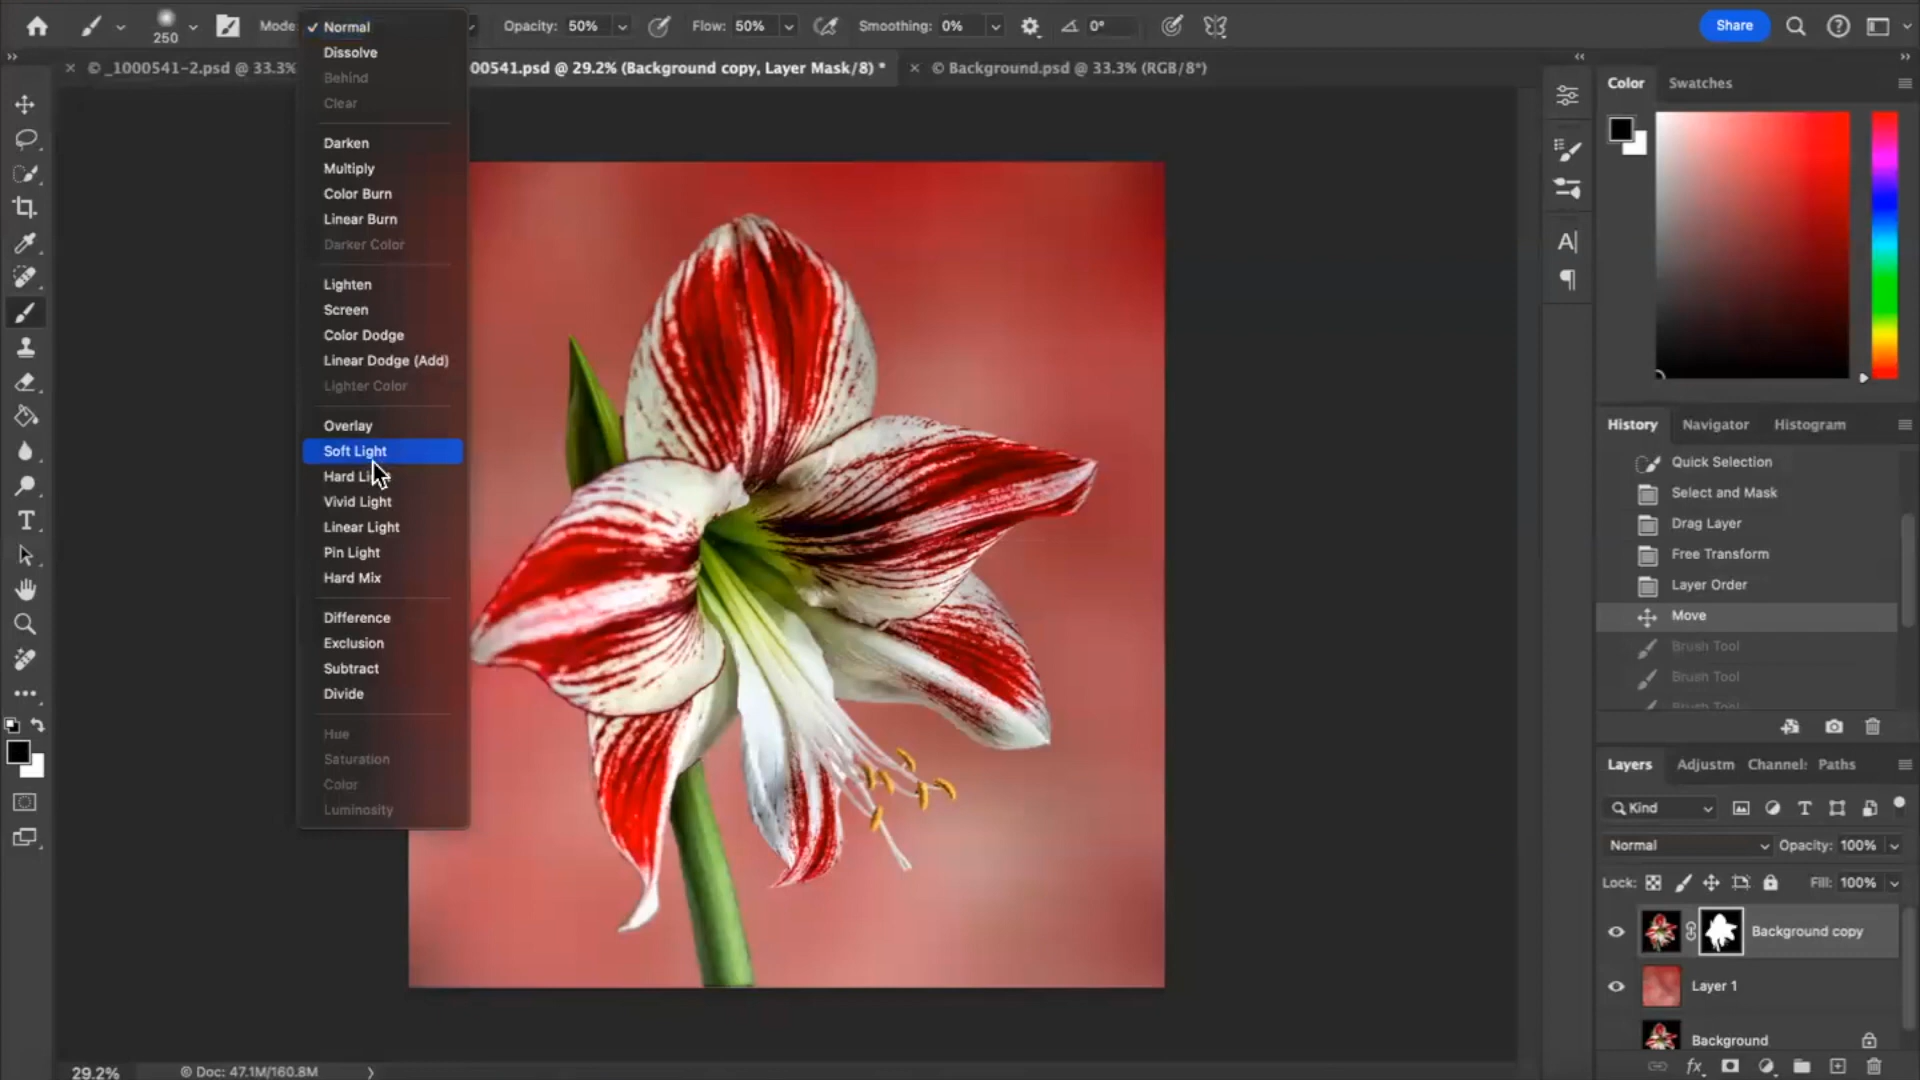 250
Mode:
Opacity: 50%
Flow: 50%
Smoothing: 0%
0°
Share
Normal
Dissolve
Behind
Clear
Darken
Multiply
Color Burn
Linear Burn
Darker Color
Lighten
Screen
Color Dodge
Linear Dodge (Add)
Lighter Color
Overlay
Soft Light
Hard
Vivid Light
Linear Light
Pin Light
Hard Mix
Difference
Exclusion
Subtract
Divide
Hue
Saturation
Color
Luminosity
© _1000541-2.psd @ 33.3%
00541.psd @ 29.2% (Background copy, Layer Mask/8) *
© Background.psd @ 33.3% (RGB/8*)
Color
Swatches
History
Navigator
Histogram
Quick Selection
Select and Mask
Drag Layer
Free Transform
Layer Order
Move
Brush Tool
Brush Tool
Brush Tool
Layers
Adjustm
Channel:
Paths
Kind
Normal
Opacity: 100%
Lock:
Fill: 100%
Background copy
Layer 1
Background
fx
29.2%
© Doc: 47.1M/160.8M